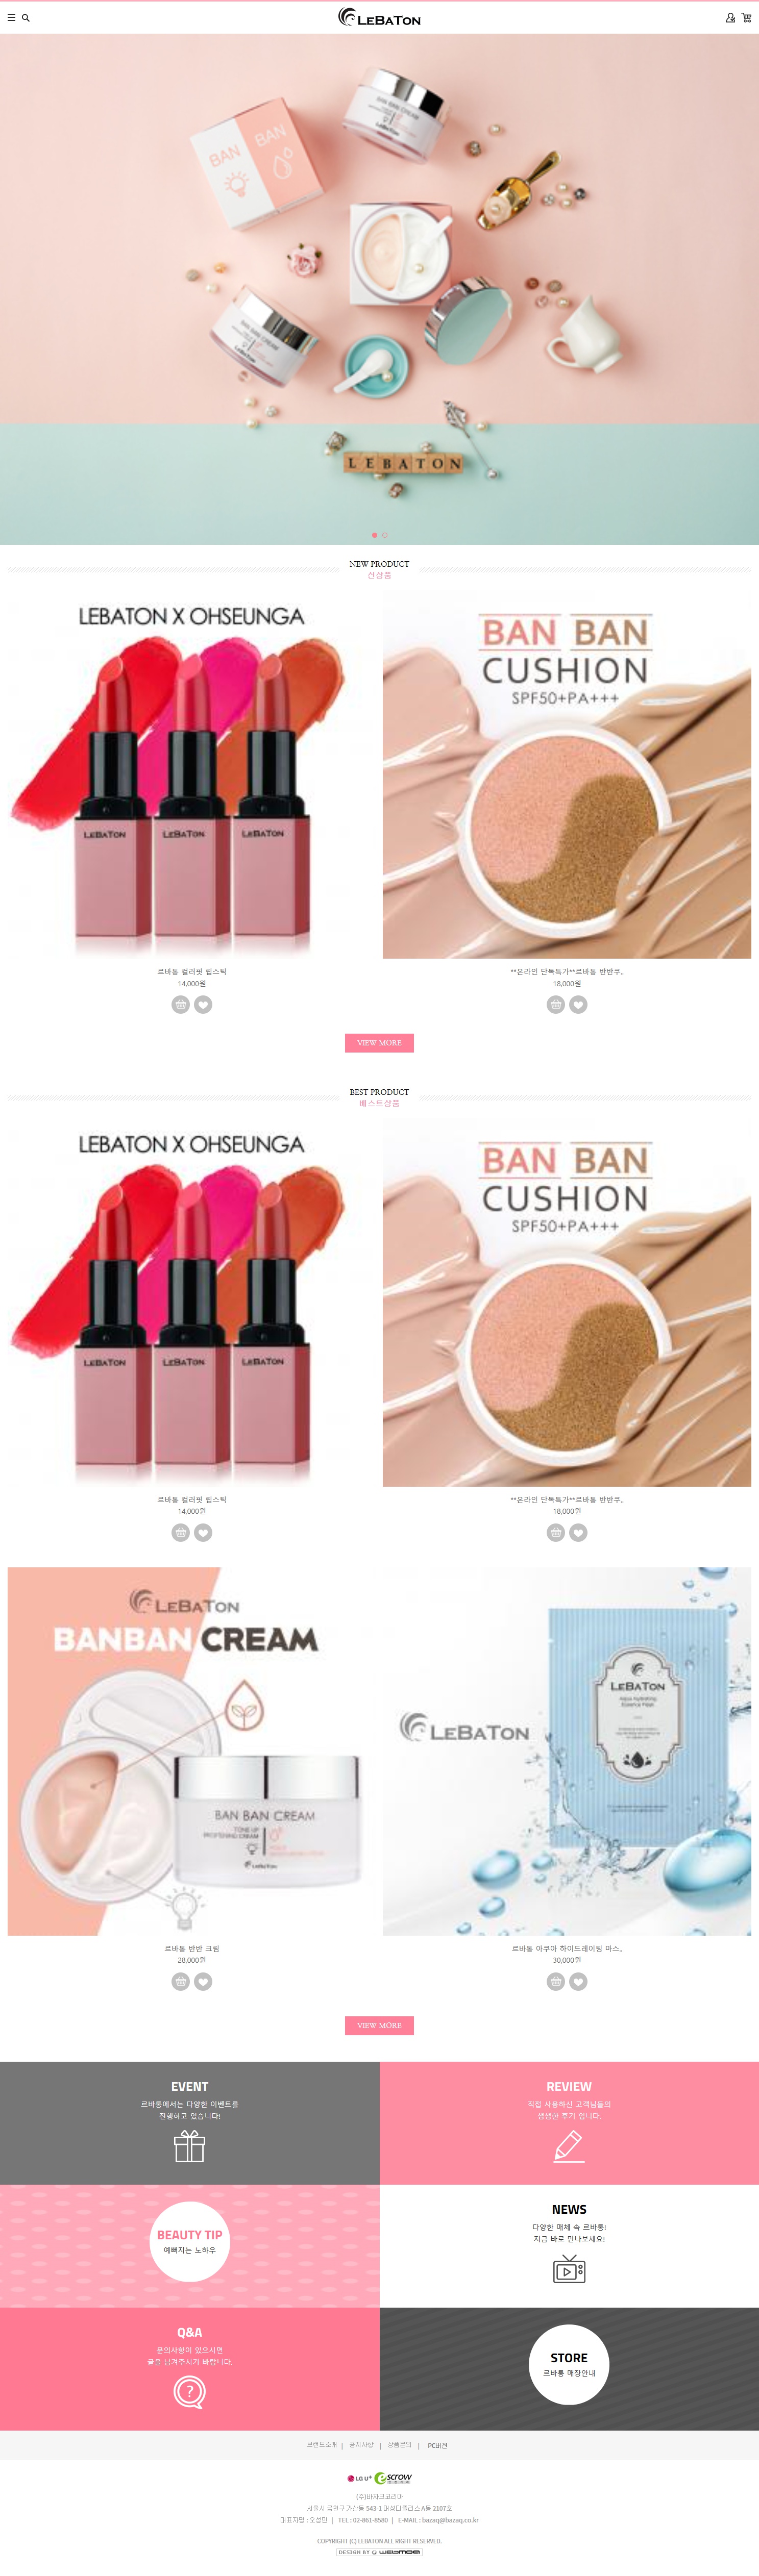 LEBATON
BAN BAN
BAN BAN CREAM
LEBATON
NEW PRODUCT
신상품
LEBATON X OHSEUNGA
LEBATON LEBATON LEBATON
BAN BAN
CUSHION
SPF50+PA+++
르바통 컬러핏 립스틱
14,000원
**온라인 단독특가**르바통 반반쿠..
18,000원
VIEW MORE
BEST PRODUCT
베스트상품
LEBATON X OHSEUNGA
LEBATON LEBATON LEBATON
BAN BAN
CUSHION
SPF50+PA+++
르바통 컬러핏 립스틱
14,000원
**온라인 단독특가**르바통 반반쿠..
18,000원
LEBATON
BANBAN CREAM
BAN BAN CREAM
TONE UP
LEBATON
LEBATON
Aqua Hydrating
Essence Mask
LEBATON
르바통 반반 크림
28,000원
르바통 아쿠아 하이드레이팅 마스..
30,000원
VIEW MORE
EVENT
르바통에서는 다양한 이벤트를
진행하고 있습니다!
REVIEW
직접 사용하신 고객님들의
생생한 후기 입니다.
BEAUTY TIP
예뻐지는 노하우
NEWS
다양한 매체 속 르바통!
지금 바로 만나보세요!
Q&A
문의사항이 있으시면
글을 남겨주시기 바랍니다.
?
STORE
르바통 매장안내
브랜드소개 | 공지사항 | 상품문의 | PC버전
LG U+ escrow
(주)바자크코리아
서울시 금천구 가산동 543-1 대성디폴리스 A동 2107호
대표자명 : 오성민 | TEL : 02-861-8580 | E-MAIL : bazaq@bazaq.co.kr
COPYRIGHT (C) LEBATON ALL RIGHT RESERVED.
DESIGN BY WEBMOA